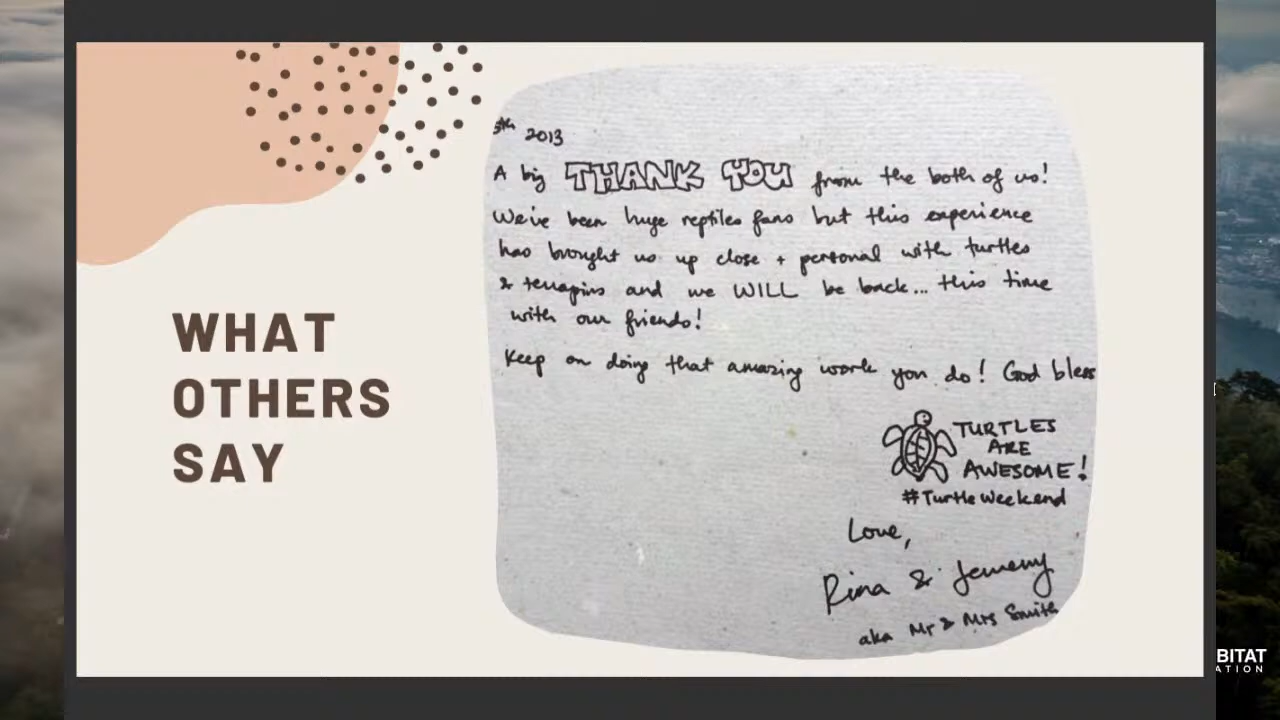 WHAT
OTHERS
SAY
5th 2013
A big THANK YOU from the both of us!
We've been huge reptiles fans but this experience
has brought us up close + personal with turtles
& terrapins and we WILL be back... this time
with our friends!
Keep on doing that amazing work you do! God bless
TURTLES
ARE
AWESOME!
#TurtleWeekend
Love,
Rina & Jeremy
aka Mr & Mrs Smith
BITAT
ATION